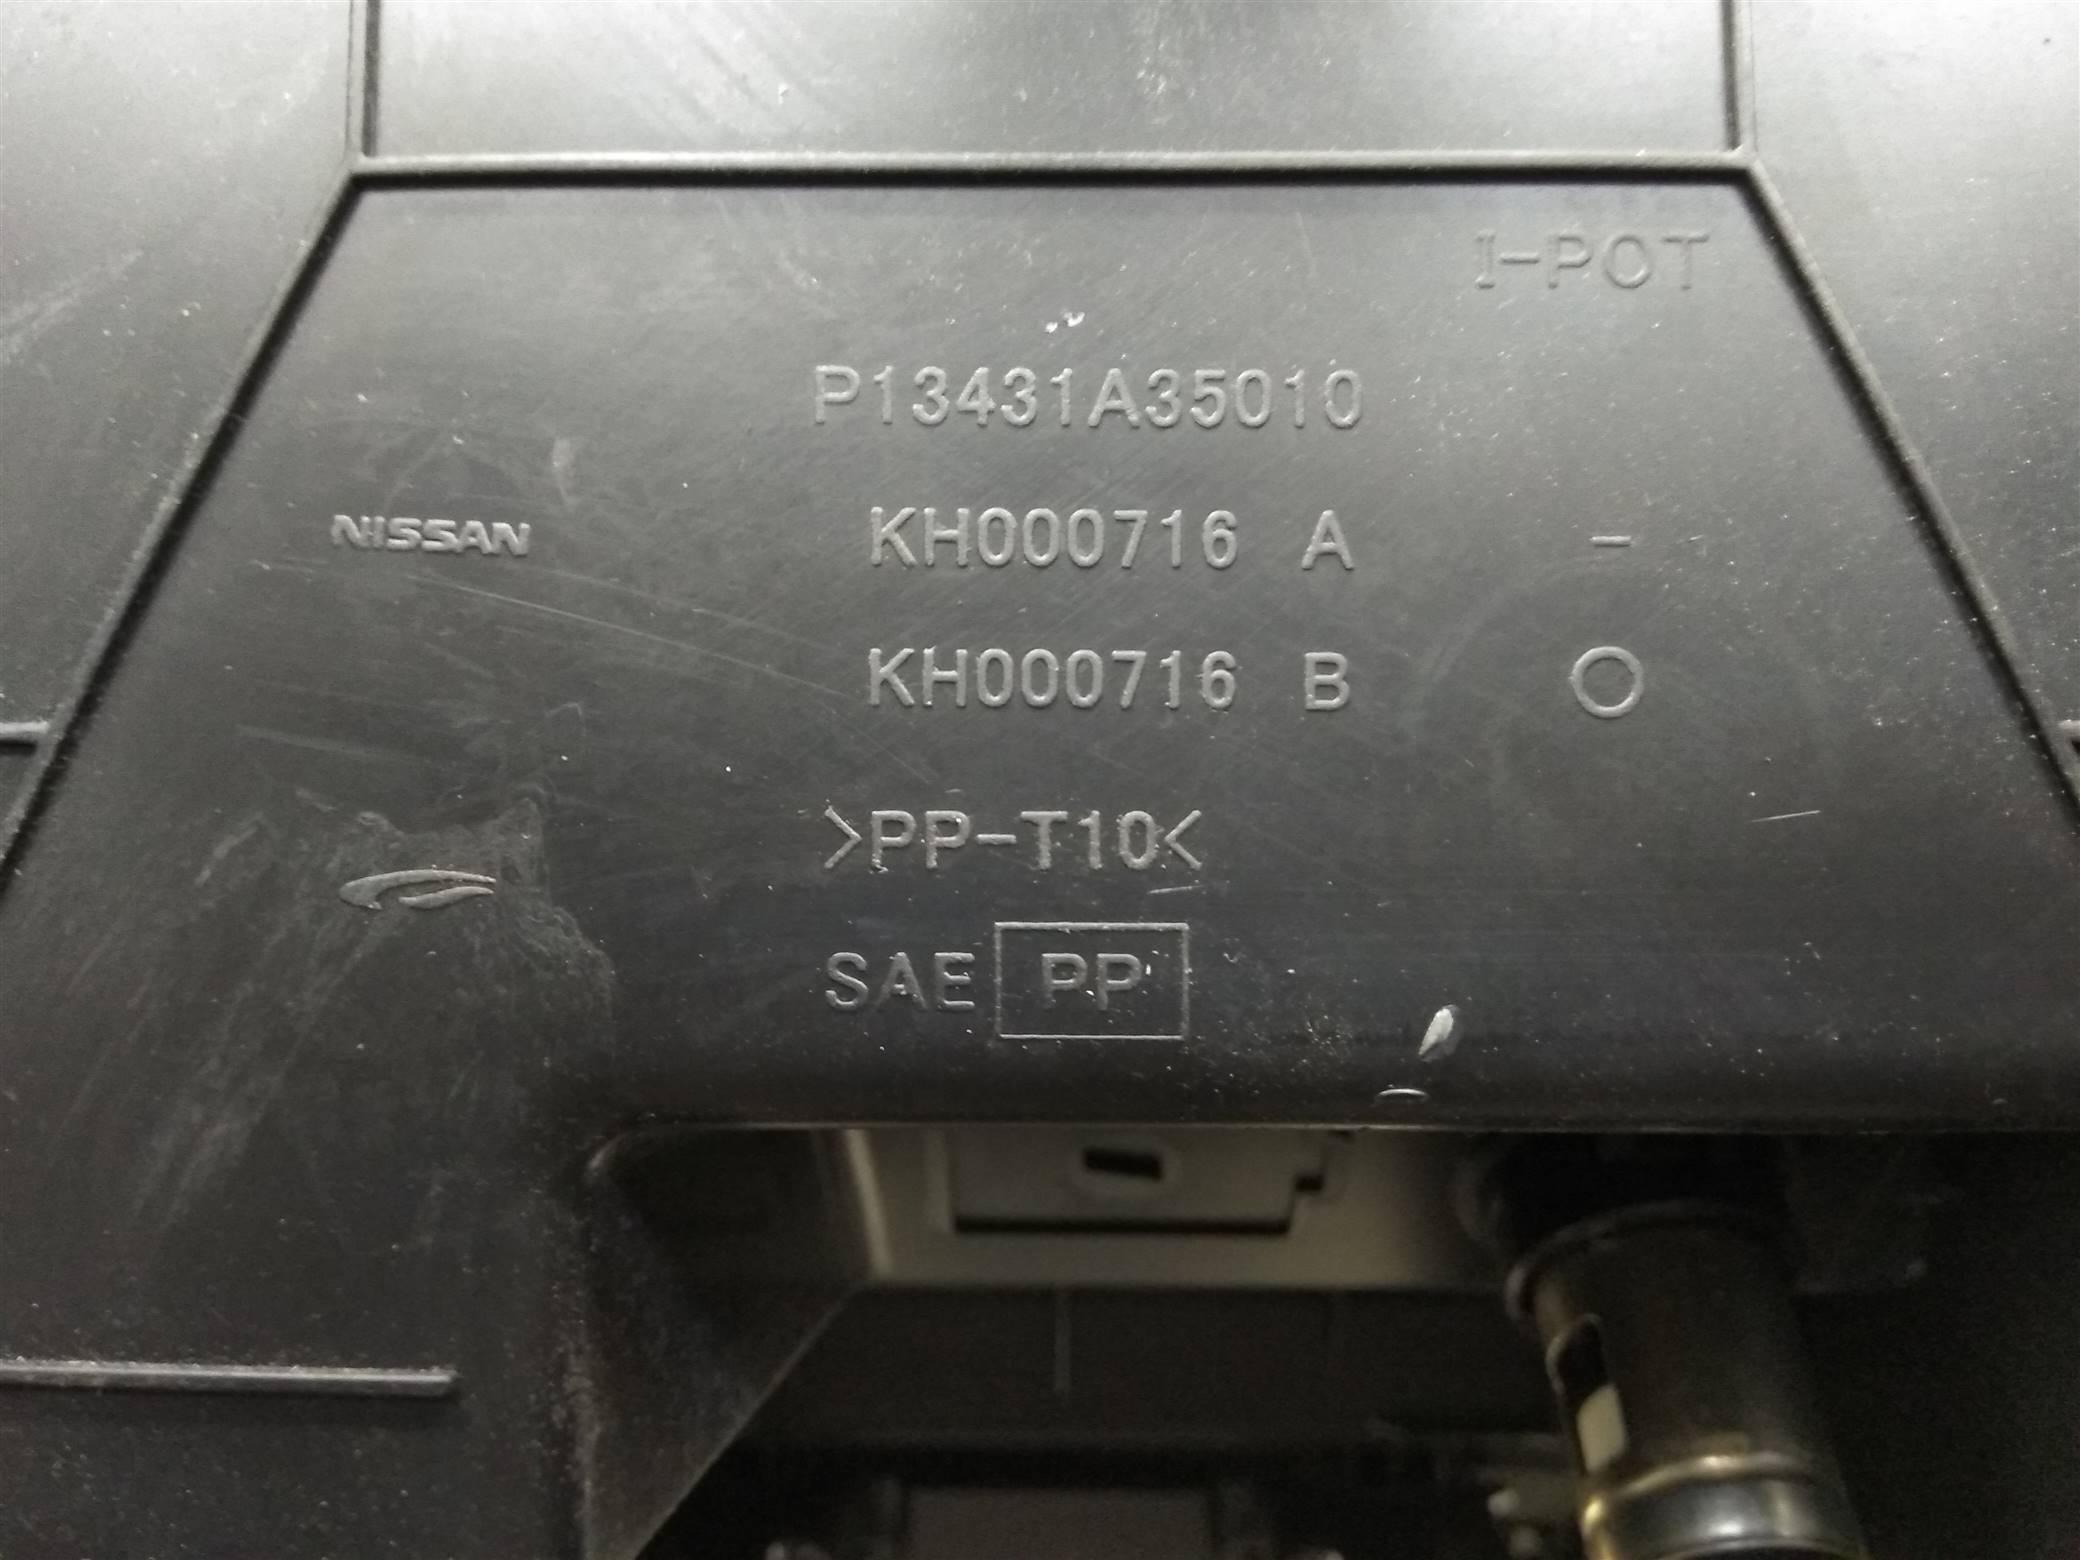 I-POT
P13431A35010
NISSAN KH000716 A -
KH000716 B ○
>PP-T10<
SAE PP